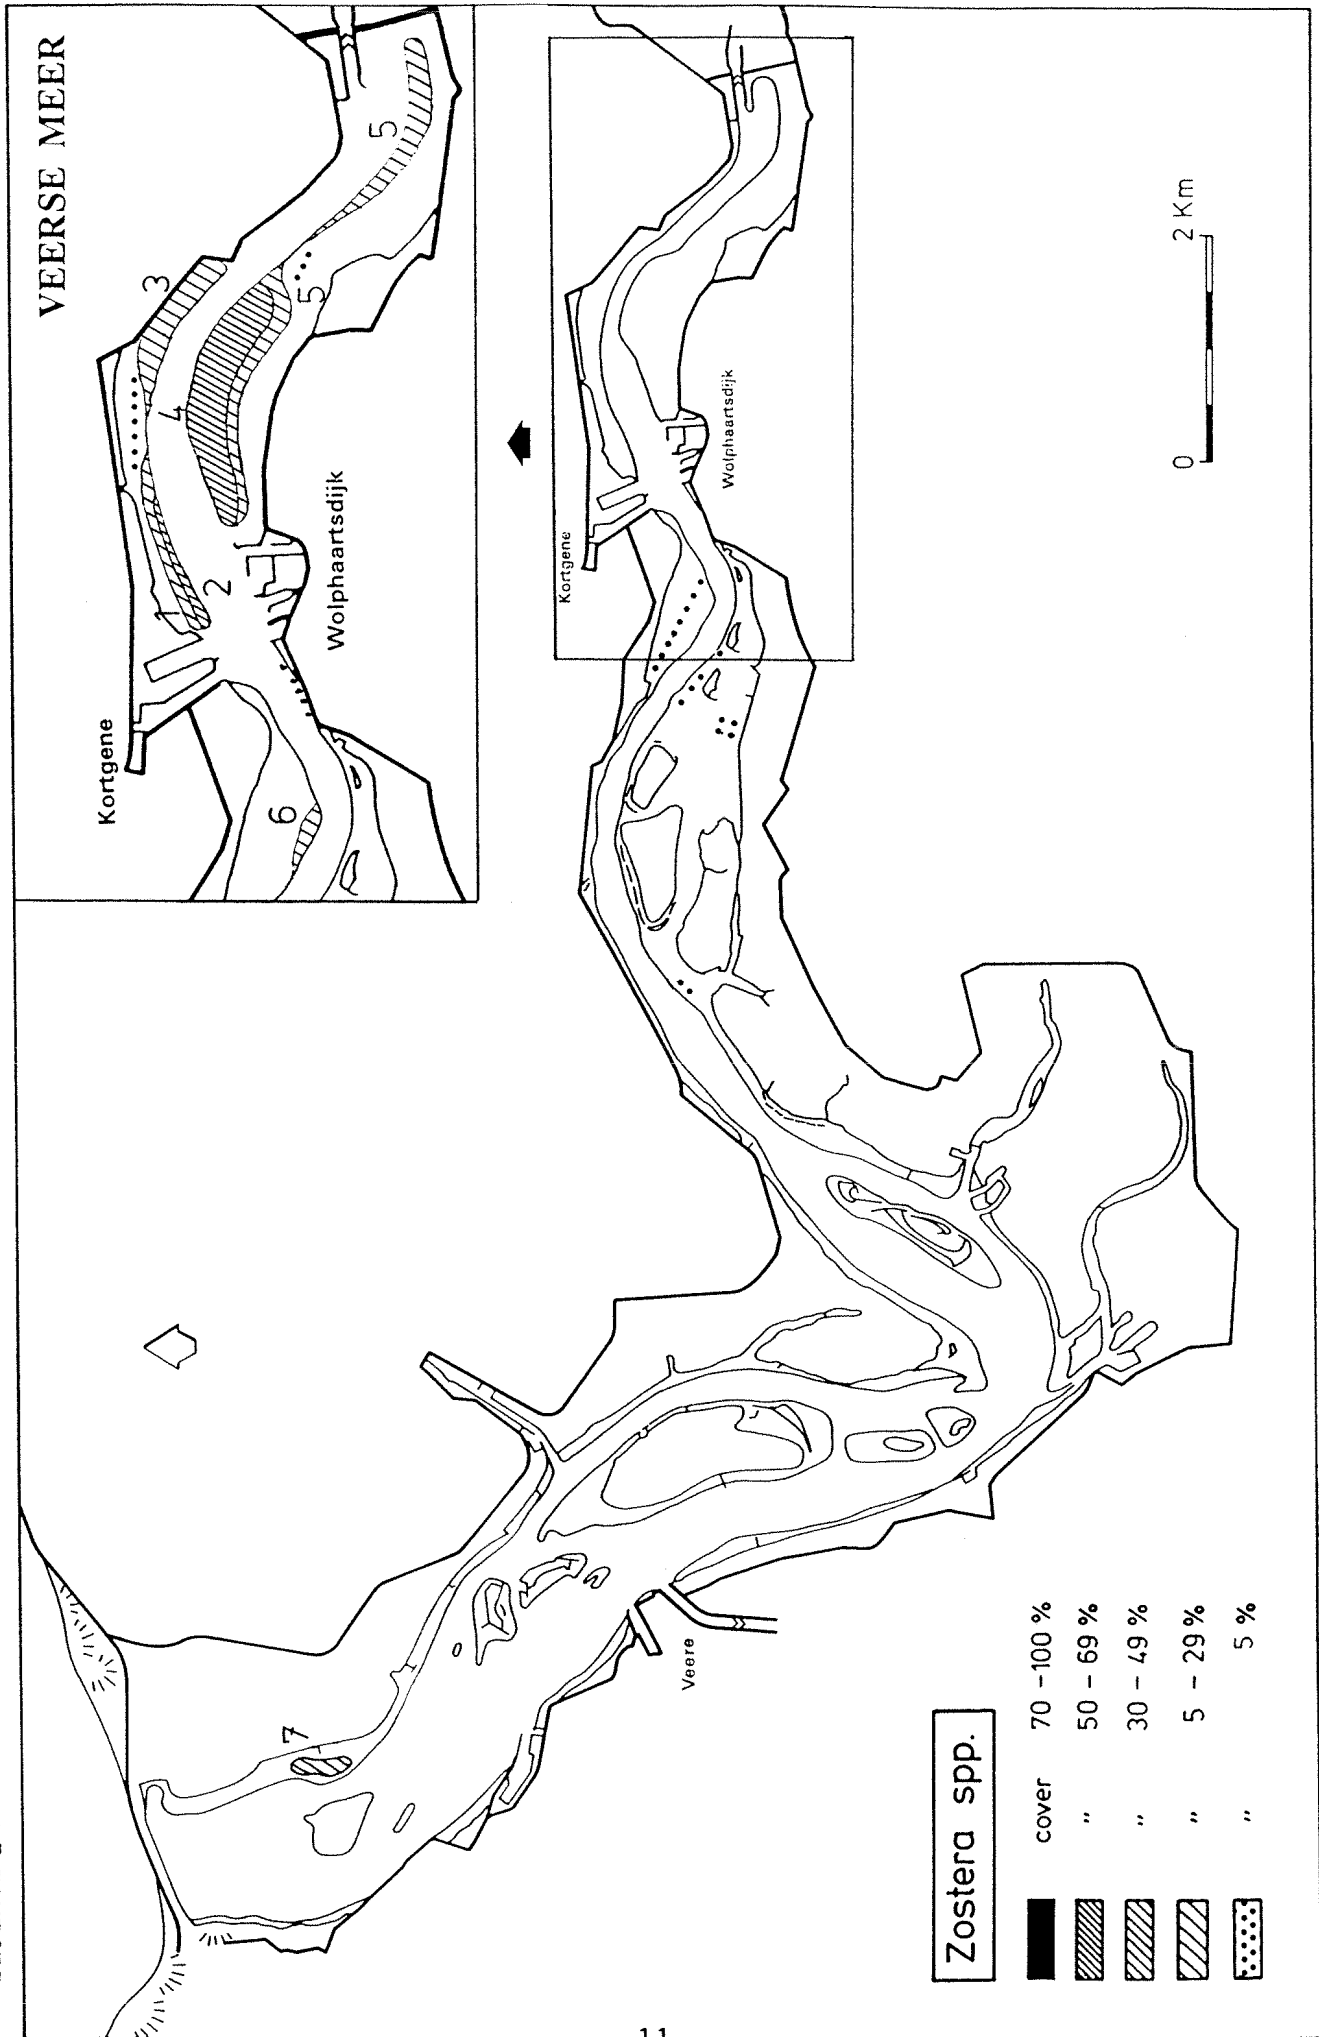 VEERSE MEER
Kortgene
Wolphaartsdijk
1
2
3
4
5
5
6
Kortgene
Wolphaartsdijk
0 2 Km
7
Veere
Zostera spp.
cover 70 - 100 %
" 50 - 69 %
" 30 - 49 %
" 5 - 29 %
" 5 %
11